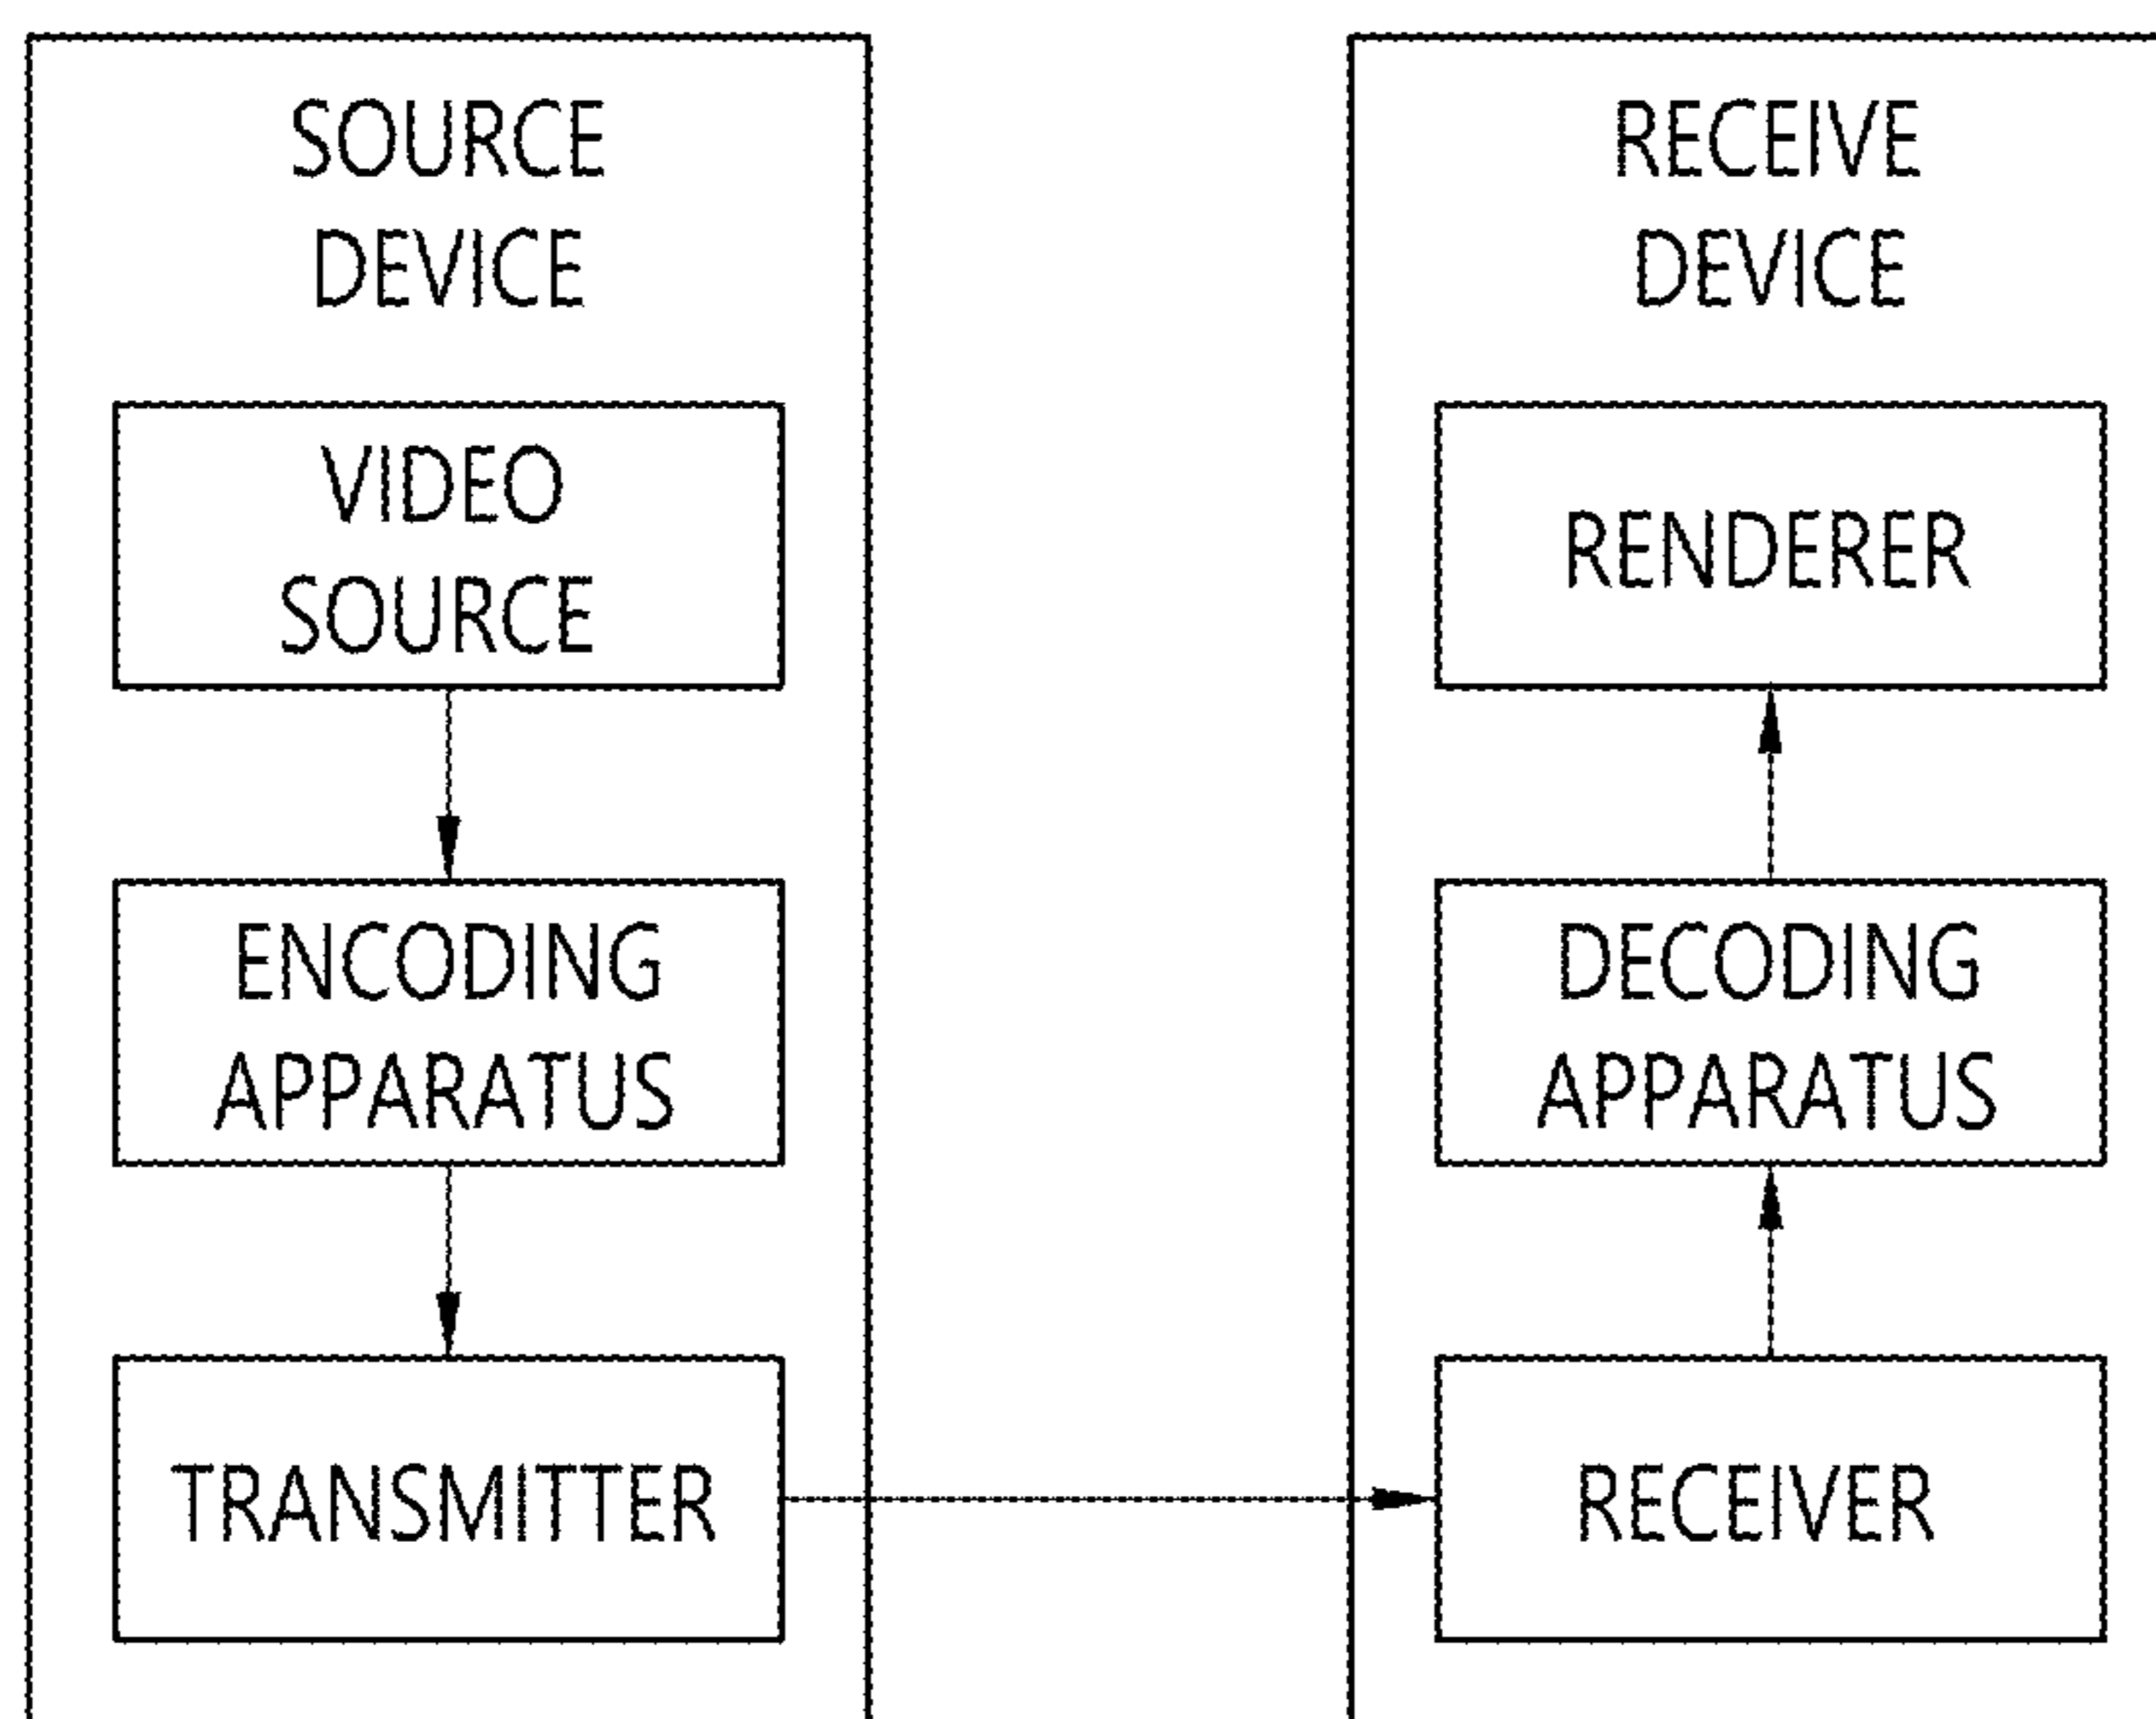 SOURCE
DEVICE
VIDEO
SOURCE
ENCODING
APPARATUS
TRANSMITTER
RECEIVE
DEVICE
RENDERER
DECODING
APPARATUS
RECEIVER